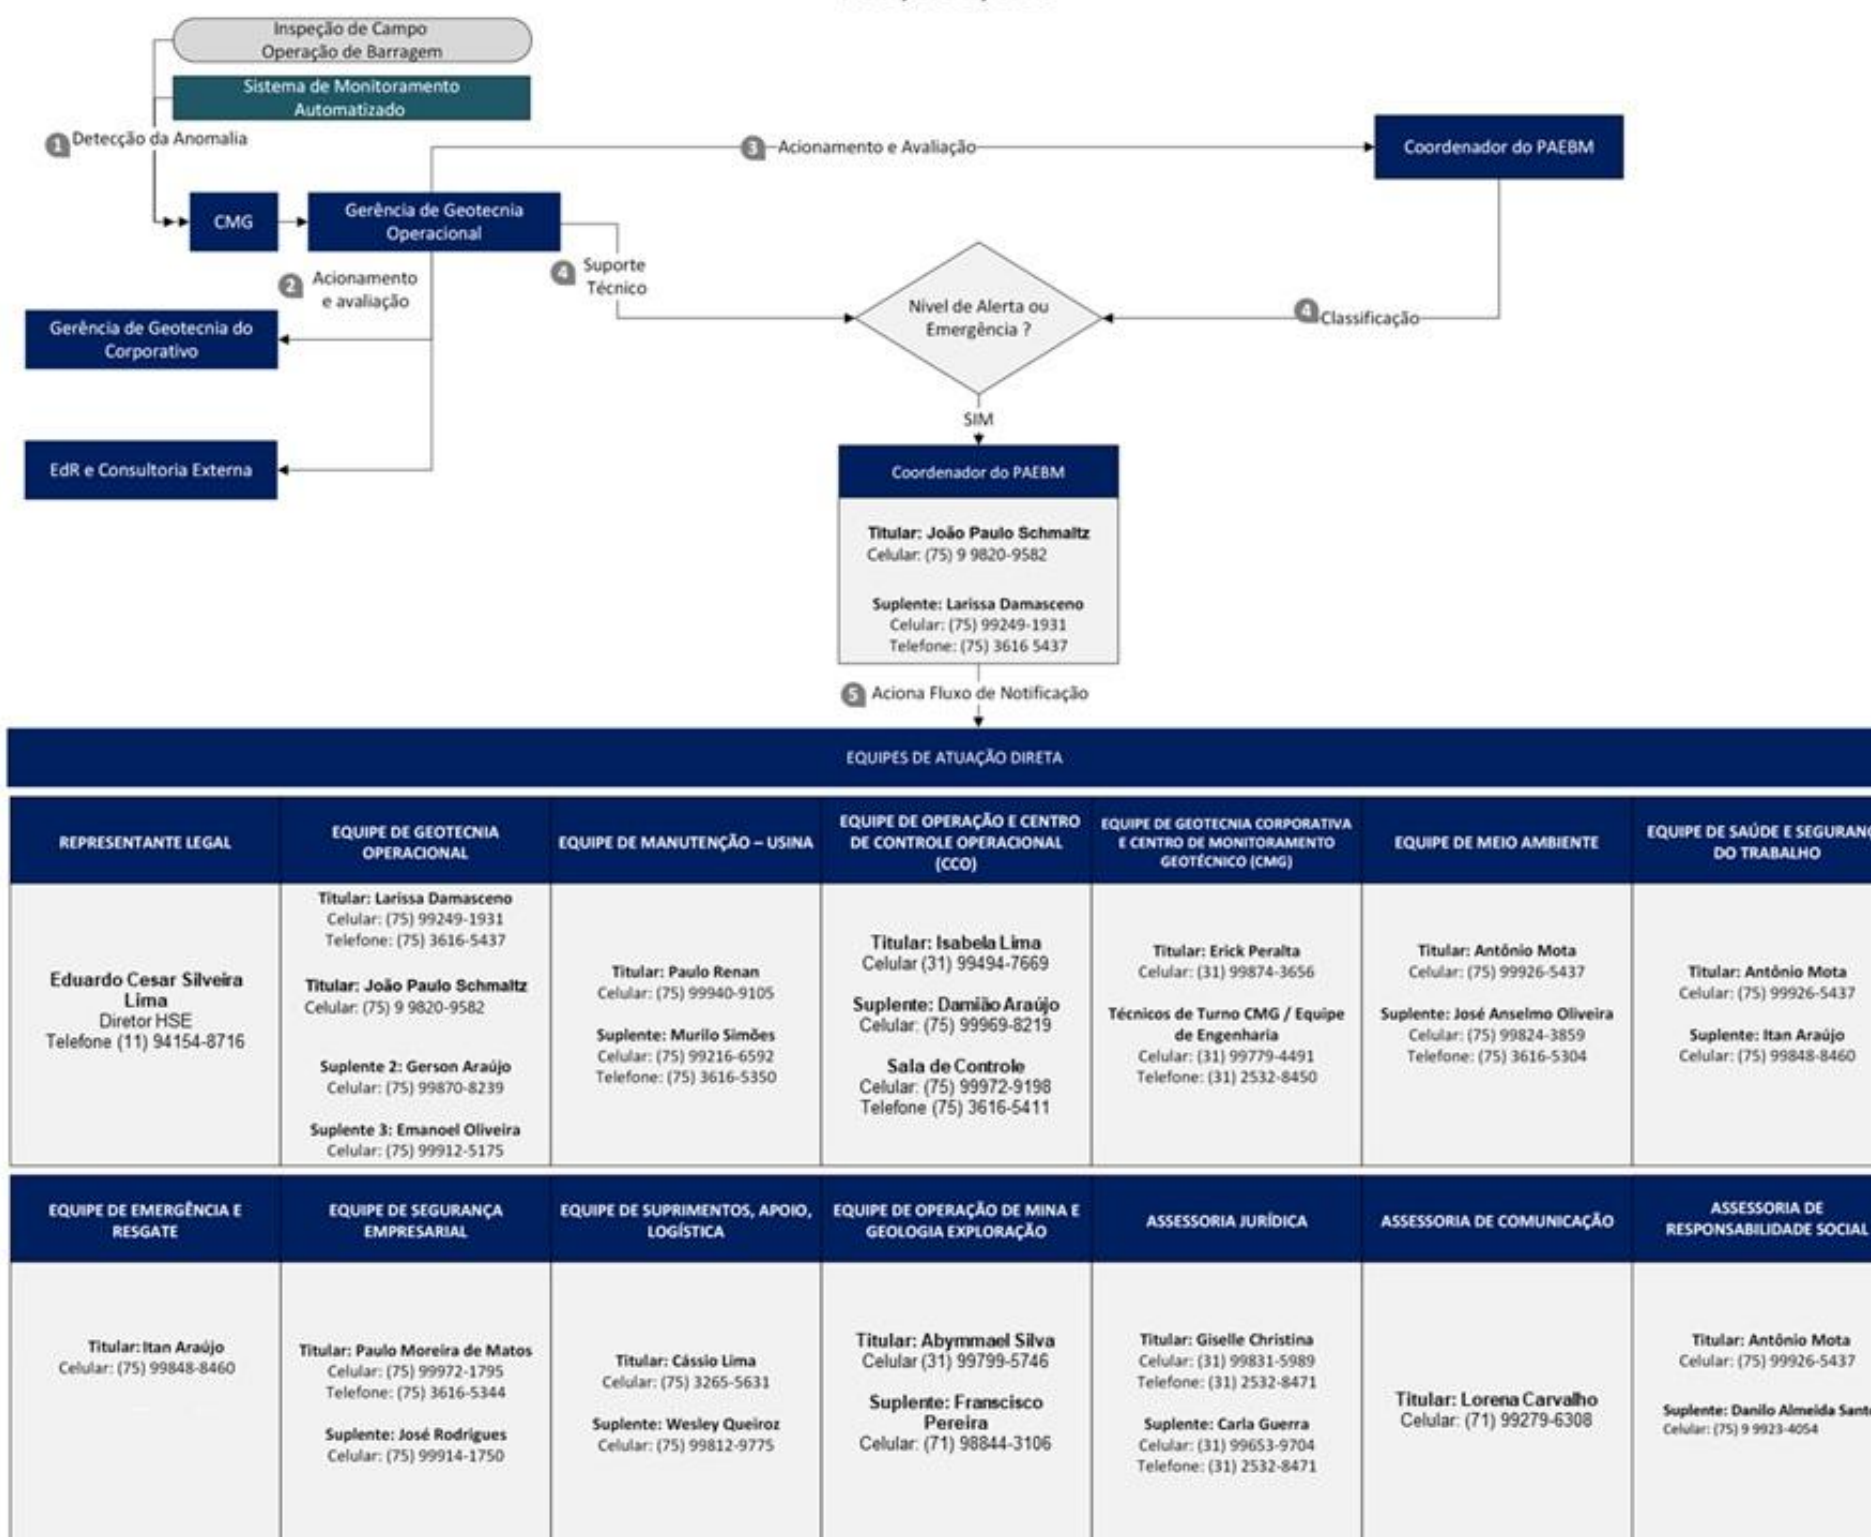 Inspeção de Campo
Operação de Barragem
Sistema de Monitoramento
Automatizado
1 Detecção da Anomalia
3 Acionamento e Avaliação
Coordenador do PAEBM
CMG
Gerência de Geotecnia
Operacional
2 Acionamento
e avaliação
4 Suporte
Técnico
Nível de Alerta ou
Emergência ?
4 Classificação
Gerência de Geotecnia do
Corporativo
SIM
EdR e Consultoria Externa
Coordenador do PAEBM
Titular: João Paulo Schmaltz
Celular: (75) 9 9820-9582
Suplente: Larissa Damasceno
Celular: (75) 99249-1931
Telefone: (75) 3616 5437
5 Aciona Fluxo de Notificação
EQUIPES DE ATUAÇÃO DIRETA
REPRESENTANTE LEGAL
Eduardo Cesar Silveira
Lima
Diretor HSE
Telefone (11) 94154-8716
EQUIPE DE GEOTECNIA
OPERACIONAL
Titular: Larissa Damasceno
Celular: (75) 99249-1931
Telefone: (75) 3616-5437
Titular: João Paulo Schmaltz
Celular: (75) 9 9820-9582
Suplente 2: Gerson Araújo
Celular: (75) 99870-8239
Suplente 3: Emanoel Oliveira
Celular: (75) 99912-5175
EQUIPE DE MANUTENÇÃO – USINA
Titular: Paulo Renan
Celular: (75) 99940-9105
Suplente: Murilo Simões
Celular: (75) 99216-6592
Telefone: (75) 3616-5350
EQUIPE DE OPERAÇÃO E CENTRO
DE CONTROLE OPERACIONAL
(CCO)
Titular: Isabela Lima
Celular (31) 99494-7669
Suplente: Damião Araújo
Celular: (75) 99969-8219
Sala de Controle
Celular: (75) 99972-9198
Telefone (75) 3616-5411
EQUIPE DE GEOTECNIA CORPORATIVA
E CENTRO DE MONITORAMENTO
GEOTÉCNICO (CMG)
Titular: Erick Peralta
Celular: (31) 99874-3656
Técnicos de Turno CMG / Equipe
de Engenharia
Celular: (31) 99779-4491
Telefone: (31) 2532-8450
EQUIPE DE MEIO AMBIENTE
Titular: Antônio Mota
Celular: (75) 99926-5437
Suplente: José Anselmo Oliveira
Celular: (75) 99824-3859
Telefone: (75) 3616-5304
EQUIPE DE SAÚDE E SEGURANÇ
DO TRABALHO
Titular: Antônio Mota
Celular: (75) 99926-5437
Suplente: Itan Araújo
Celular: (75) 99848-8460
EQUIPE DE EMERGÊNCIA E
RESGATE
Titular: Itan Araújo
Celular: (75) 99848-8460
EQUIPE DE SEGURANÇA
EMPRESARIAL
Titular: Paulo Moreira de Matos
Celular: (75) 99972-1795
Telefone: (75) 3616-5344
Suplente: José Rodrigues
Celular: (75) 99914-1750
EQUIPE DE SUPRIMENTOS, APOIO,
LOGÍSTICA
Titular: Cássio Lima
Celular: (75) 3265-5631
Suplente: Wesley Queiroz
Celular: (75) 99812-9775
EQUIPE DE OPERAÇÃO DE MINA E
GEOLOGIA EXPLORAÇÃO
Titular: Abymmael Silva
Celular (31) 99799-5746
Suplente: Franscisco
Pereira
Celular: (71) 98844-3106
ASSESSORIA JURÍDICA
Titular: Giselle Christina
Celular: (31) 99831-5989
Telefone: (31) 2532-8471
Suplente: Carla Guerra
Celular: (31) 99653-9704
Telefone: (31) 2532-8471
ASSESSORIA DE COMUNICAÇÃO
Titular: Lorena Carvalho
Celular: (71) 99279-6308
ASSESSORIA DE
RESPONSABILIDADE SOCIAL
Titular: Antônio Mota
Celular: (75) 99926-5437
Suplente: Danilo Almeida Sant
Celular: (75) 9 9923-4054